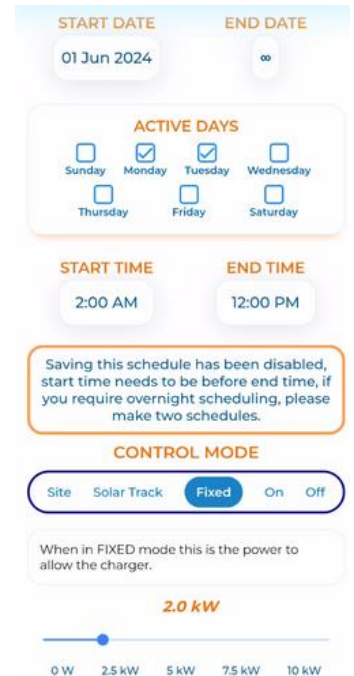 START DATE END DATE
01 Jun 2024 ∞
ACTIVE DAYS
Sunday Monday Tuesday Wednesday
Thursday Friday Saturday
START TIME END TIME
2:00 AM 12:00 PM
Saving this schedule has been disabled,
start time needs to be before end time, if
you require overnight scheduling, please
make two schedules.
CONTROL MODE
Site Solar Track Fixed On Off
When in FIXED mode this is the power to
allow the charger.
2.0 kW
0 W 2.5 kW 5 kW 7.5 kW 10 kW